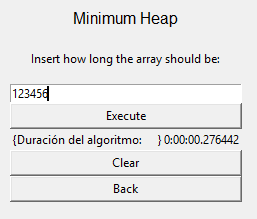 Minimum Heap
Insert how long the array should be:
123456
Execute
{Duración del algoritmo: } 0:00:00.276442
Clear
Back